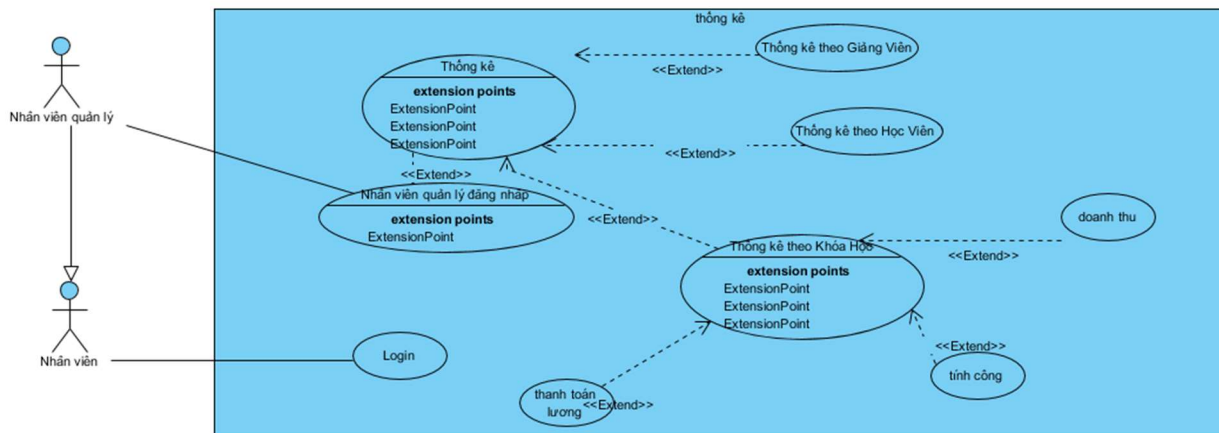 thống kê
Thống kê theo Giảng Viên
<<Extend>>
Thống kê
extension points
ExtensionPoint
ExtensionPoint
ExtensionPoint
Nhân viên quản lý
Thống kê theo Học Viên
<<Extend>>
<<Extend>>
Nhân viên quản lý đăng nhập
extension points
ExtensionPoint
<<Extend>>
doanh thu
<<Extend>>
Thống kê theo Khóa Học
extension points
ExtensionPoint
ExtensionPoint
ExtensionPoint
<<Extend>>
Nhân viên
Login
tính công
thanh toán
lương
<<Extend>>